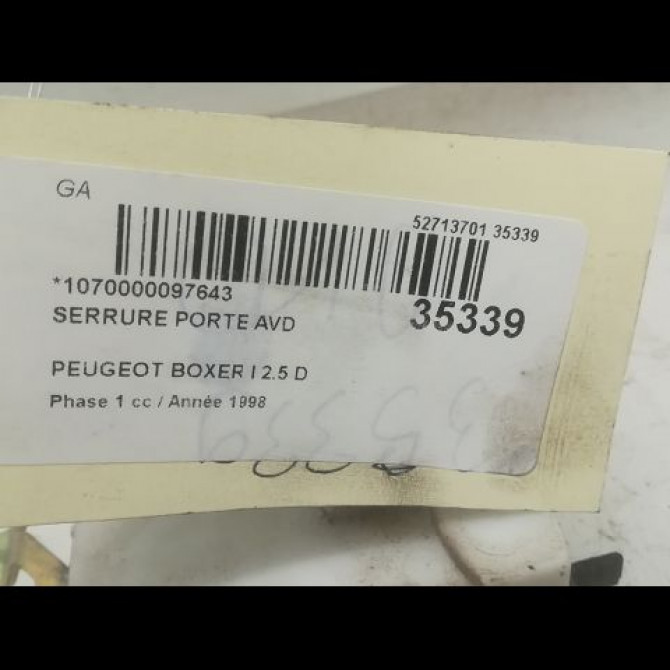 GA
52713701 35339
*1070000097643
35339
SERRURE PORTE AVD
PEUGEOT BOXER I 2.5 D
Phase 1 cc / Année 1998